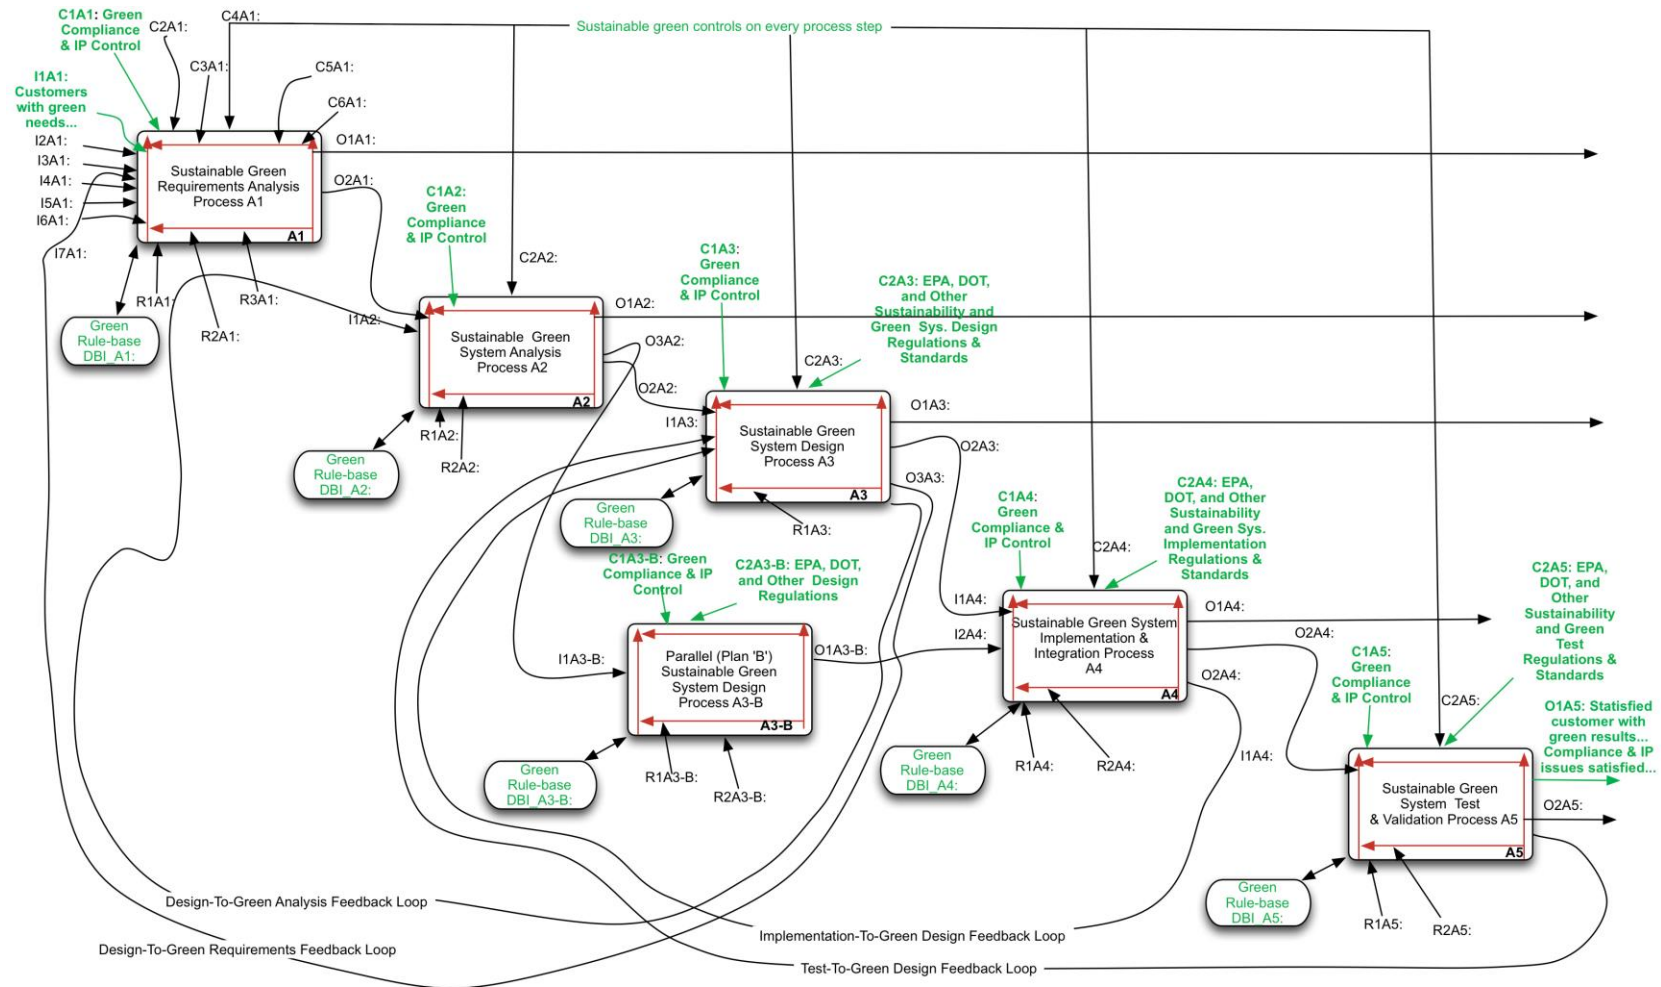 C1A1: Green
Compliance
& IP Control
C2A1:
C4A1:
Sustainable green controls on every process step
C3A1:
C5A1:
C6A1:
I1A1:
Customers
with green
needs...
I2A1:
I3A1:
I4A1:
I5A1:
I6A1:
I7A1:
Sustainable Green
Requirements Analysis
Process A1
A1
O1A1:
O2A1:
R1A1:
R2A1:
R3A1:
Green
Rule-base
DBI_A1:
C1A2:
Green
Compliance
& IP Control
C2A2:
I1A2:
Sustainable Green
System Analysis
Process A2
A2
O1A2:
O3A2:
O2A2:
R1A2:
R2A2:
Green
Rule-base
DBI_A2:
C1A3:
Green
Compliance
& IP Control
C2A3: EPA, DOT,
and Other
Sustainability and
Green Sys. Design
Regulations &
Standards
C2A3:
I1A3:
Sustainable Green
System Design
Process A3
A3
O1A3:
O2A3:
O3A3:
R1A3:
Green
Rule-base
DBI_A3:
C1A3-B: Green
Compliance & IP
Control
C2A3-B: EPA, DOT,
and Other Design
Regulations
I1A3-B:
Parallel (Plan 'B')
Sustainable Green
System Design
Process A3-B
A3-B
O1A3-B:
R1A3-B:
R2A3-B:
Green
Rule-base
DBI_A3-B:
C1A4:
Green
Compliance &
IP Control
C2A4: EPA,
DOT, and Other
Sustainability
and Green Sys.
Implementation
Regulations &
Standards
C2A4:
I1A4:
I2A4:
Sustainable Green System
Implementation &
Integration Process
A4
A4
O1A4:
O2A4:
O2A4:
R1A4:
R2A4:
I1A4:
Green
Rule-base
DBI_A4:
C1A5:
Green
Compliance
& IP Control
C2A5: EPA,
DOT, and
Other
Sustainability
and Green
Test
Regulations &
Standards
C2A5:
O1A5: Statisfied
customer with
green results...
Compliance & IP
issues satisfied...
Sustainable Green
System Test
& Validation Process A5
A5
O2A5:
R1A5:
R2A5:
Green
Rule-base
DBI_A5:
Design-To-Green Analysis Feedback Loop
Design-To-Green Requirements Feedback Loop
Implementation-To-Green Design Feedback Loop
Test-To-Green Design Feedback Loop